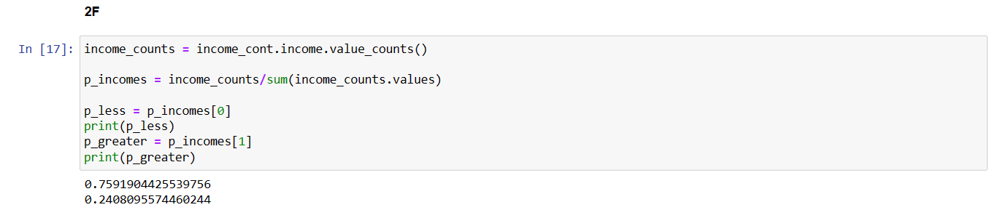 2F
In [17]: income_counts = income_cont.income.value_counts()
p_incomes = income_counts/sum(income_counts.values)
p_less = p_incomes[0]
print(p_less)
p_greater = p_incomes[1]
print(p_greater)
0.7591904425539756
0.2408095574460244